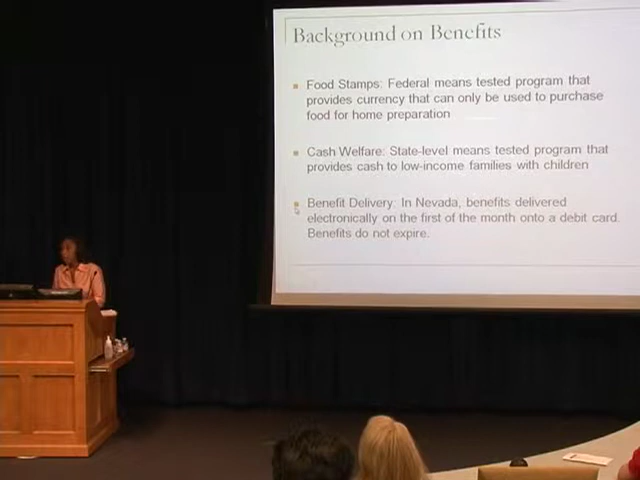 Background on Benefits
Food Stamps: Federal means tested program that
provides currency that can only be used to purchase
food for home preparation
Cash Welfare: State-level means tested program that
provides cash to low-income families with children
Benefit Delivery: In Nevada, benefits delivered
electronically on the first of the month onto a debit card.
Benefits do not expire.